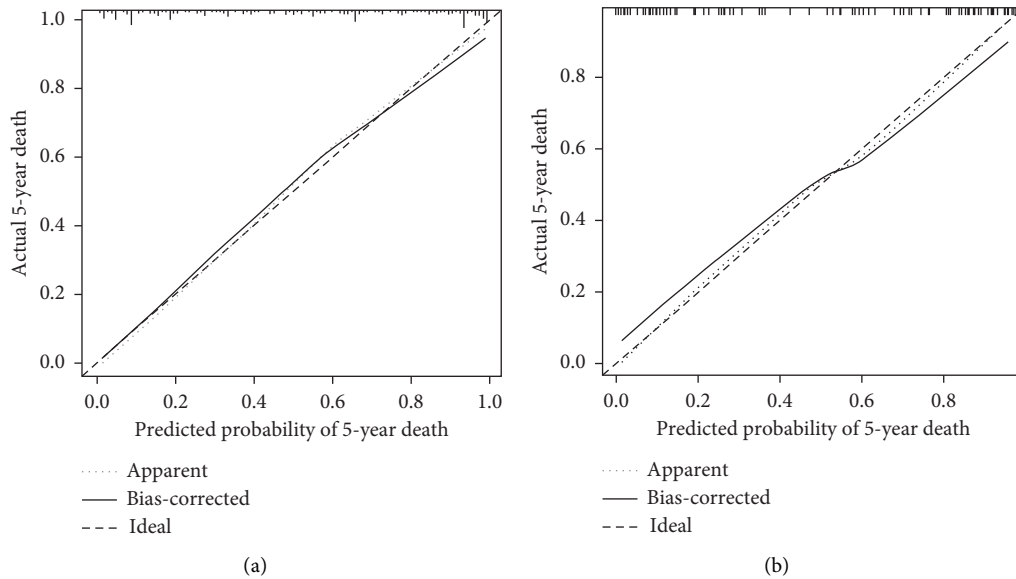 1.0
0.8
0.6
0.4
0.2
0.0
Actual 5-year death
0.0 0.2 0.4 0.6 0.8 1.0
Predicted probability of 5-year death
Apparent
Bias-corrected
Ideal
(a)
0.8
0.6
0.4
0.2
0.0
Actual 5-year death
0.0 0.2 0.4 0.6 0.8
Predicted probability of 5-year death
Apparent
Bias-corrected
Ideal
(b)